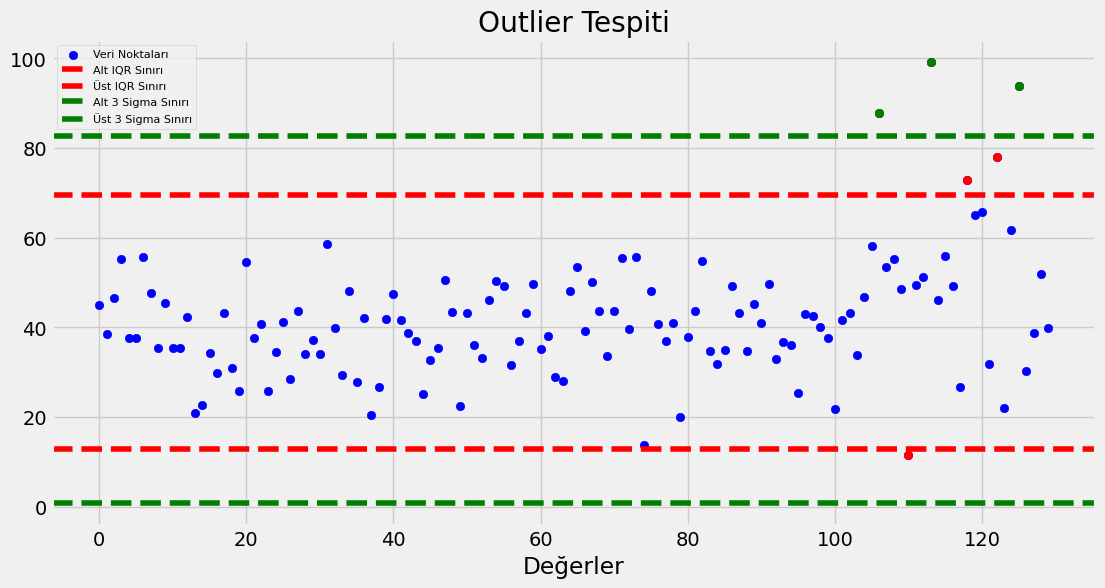 Outlier Tespiti
Veri Noktaları
Alt IQR Sınırı
Üst IQR Sınırı
Alt 3 Sigma Sınırı
Üst 3 Sigma Sınırı
100
80
60
40
20
0
0 20 40 60 80 100 120
Değerler